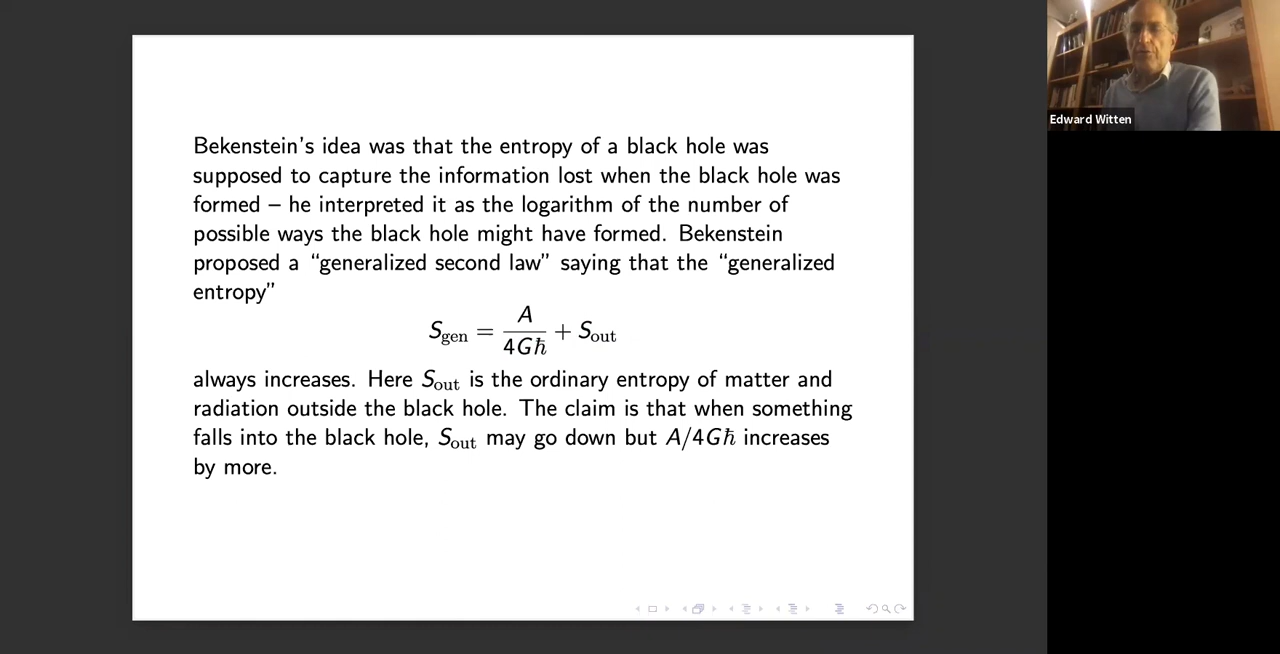 Bekenstein's idea was that the entropy of a black hole was
supposed to capture the information lost when the black hole was
formed – he interpreted it as the logarithm of the number of
possible ways the black hole might have formed. Bekenstein
proposed a “generalized second law” saying that the “generalized
entropy”
S_gen = A/4Gℏ + S_out
always increases. Here S_out is the ordinary entropy of matter and
radiation outside the black hole. The claim is that when something
falls into the black hole, S_out may go down but A/4Gℏ increases
by more.
Edward Witten